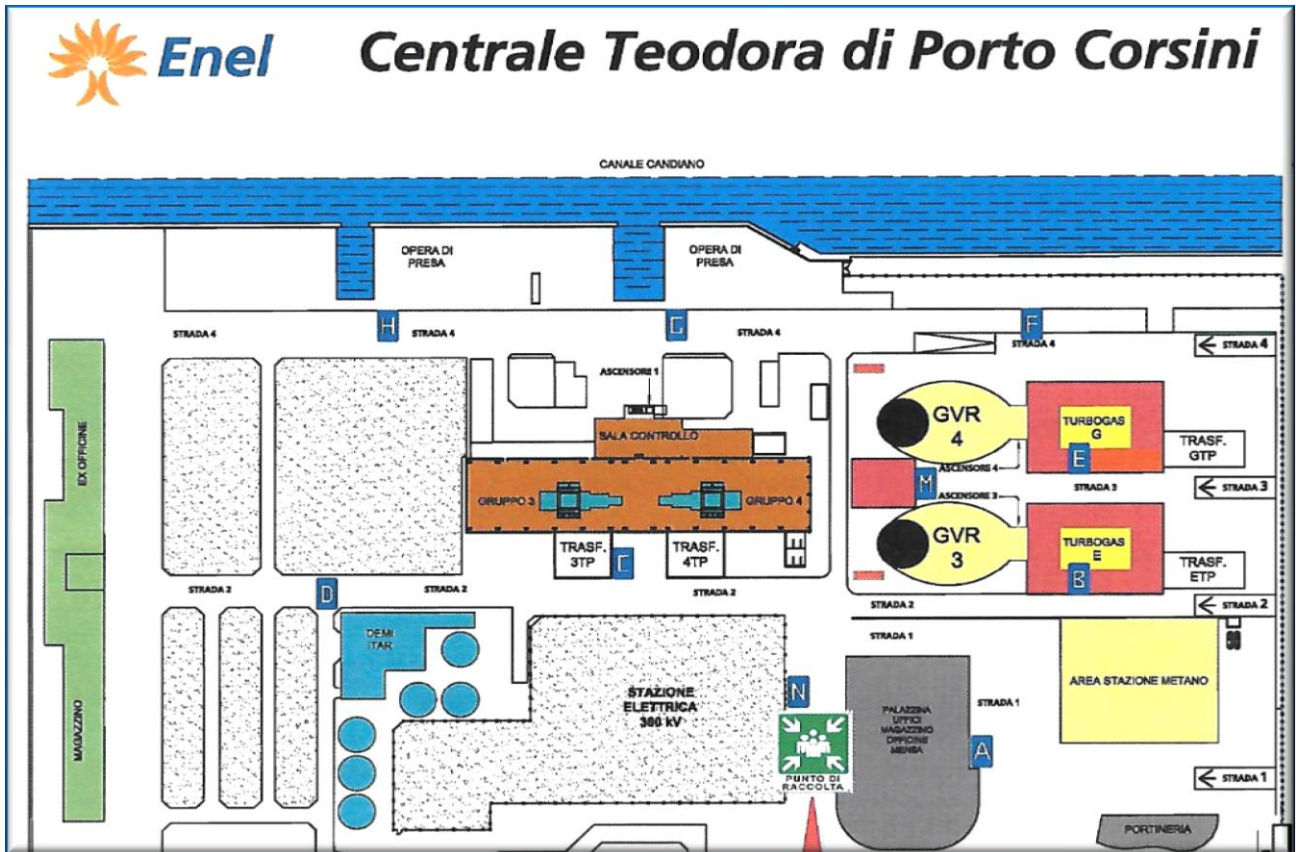 Enel
Centrale Teodora di Porto Corsini
CANALE CANDIANO
OPERA DI
PRESA
OPERA DI
PRESA
H
G
F
STRADA 4
STRADA 4
STRADA 4
STRADA 4
STRADA 4
ASCENSORE 1
EX OFFICINE
SALA CONTROLLO
GVR
4
TURBOGAS
G
E
TRASF.
GTP
ASCENSORE 4
GRUPPO 3
GRUPPO 4
M
STRADA 3
STRADA 3
ASCENSORE 3
GVR
3
TURBOGAS
E
B
TRASF.
ETP
TRASF.
3TP
C
TRASF.
4TP
STRADA 2
D
STRADA 2
STRADA 2
STRADA 2
STRADA 2
STRADA 1
DEMI
ITAR
STAZIONE
ELETTRICA
380 kV
N
PUNTO DI
RACCOLTA
PALAZZINA
UFFICI
MAGAZZINO
OFFICINE
MENSA
STRADA 1
A
AREA STAZIONE METANO
MAGAZZINO
STRADA 1
PORTINERIA